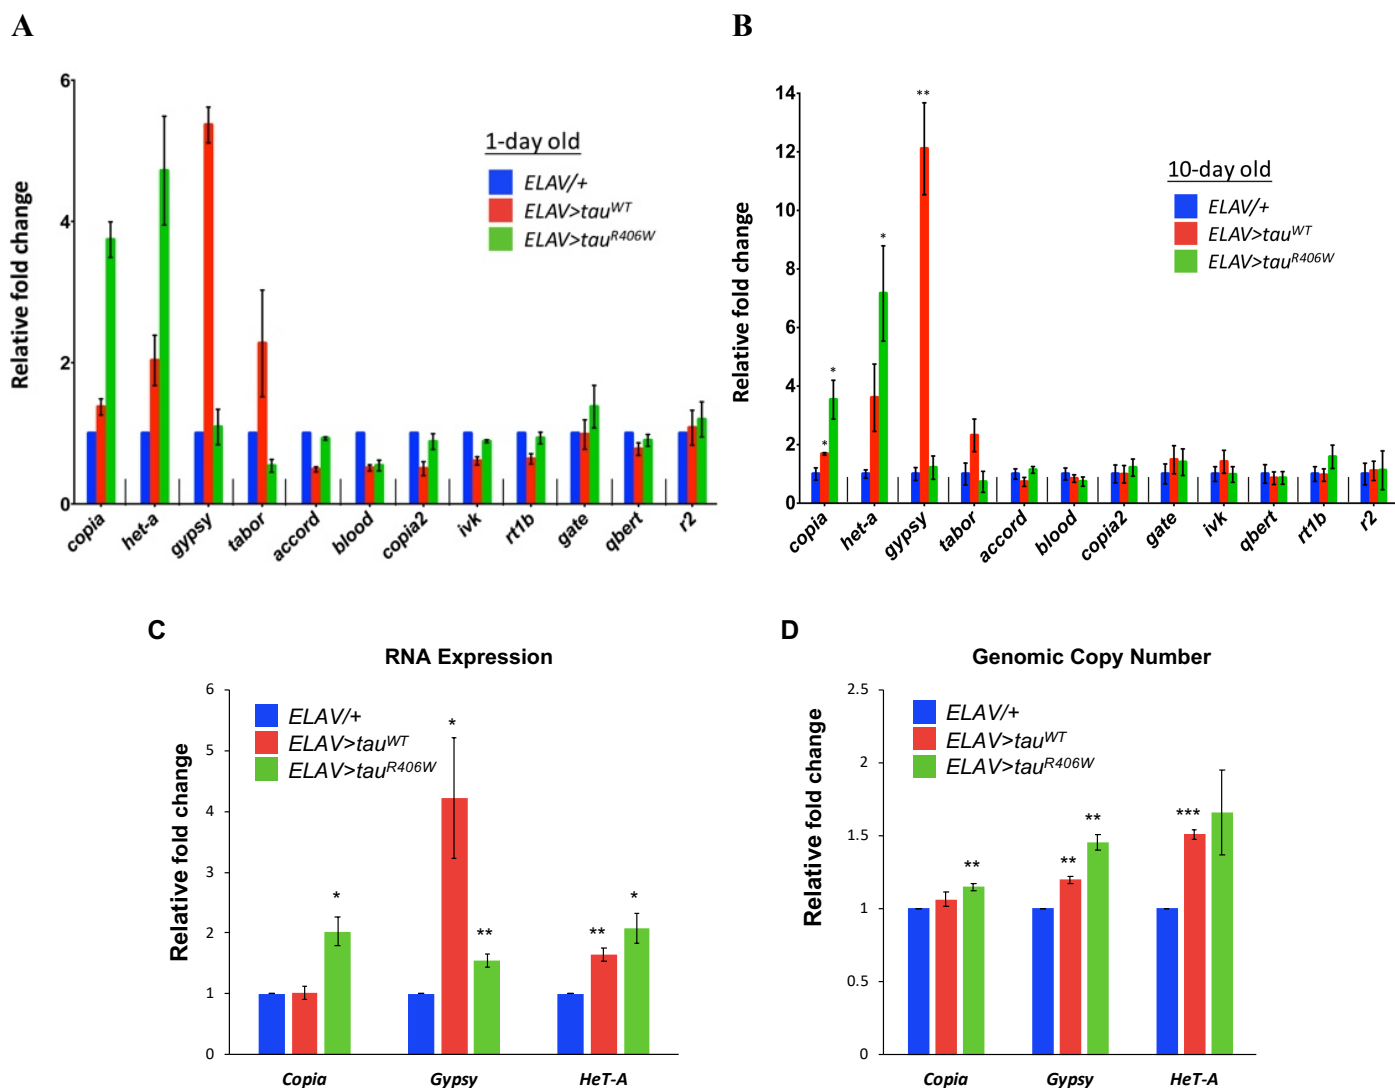 A
6
4
2
0
Relative fold change
1-day old
ELAV/+
ELAV>tauWT
ELAV>tauR406W
copia
het-a
gypsy
tabor
accord
blood
copia2
ivk
rt1b
gate
qbert
r2
B
14
12
10
8
6
4
2
0
Relative fold change
10-day old
ELAV/+
ELAV>tauWT
ELAV>tauR406W
*
*
*
**
copia
het-a
gypsy
tabor
accord
blood
copia2
gate
ivk
qbert
rt1b
r2
C
RNA Expression
6
5
4
3
2
1
0
Relative fold change
ELAV/+
ELAV>tauWT
ELAV>tauR406W
*
*
**
**
*
Copia
Gypsy
HeT-A
D
Genomic Copy Number
2.5
2
1.5
1
0.5
0
Relative fold change
ELAV/+
ELAV>tauWT
ELAV>tauR406W
**
**
**
***
Copia
Gypsy
HeT-A